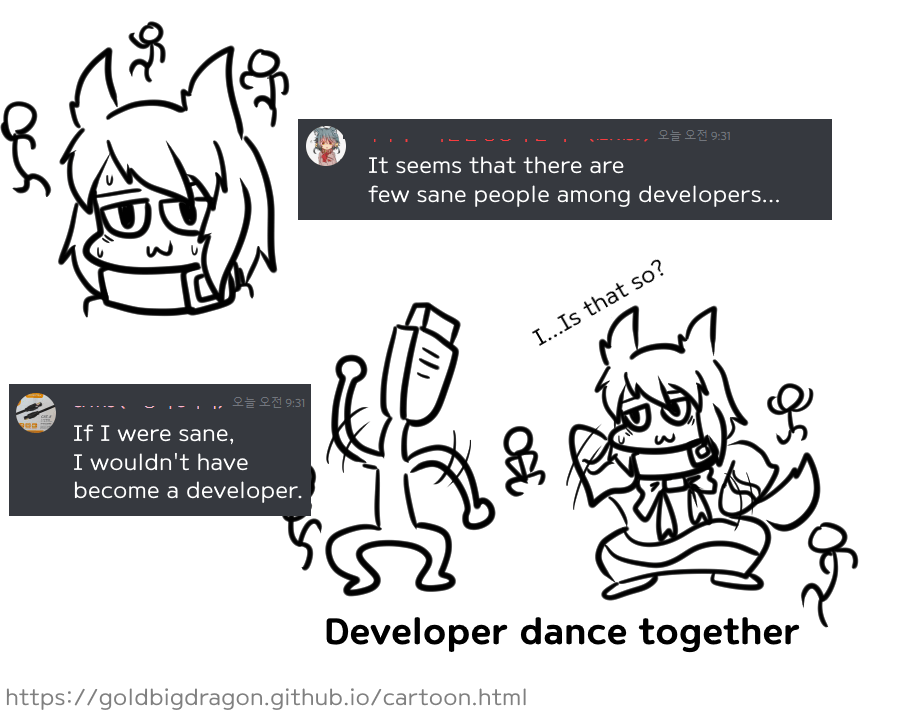 오늘 오전 9:31
It seems that there are
few sane people among developers...
I...Is that so?
오늘 오전 9:31
If I were sane,
I wouldn't have
become a developer.
Developer dance together
https://goldbigdragon.github.io/cartoon.html